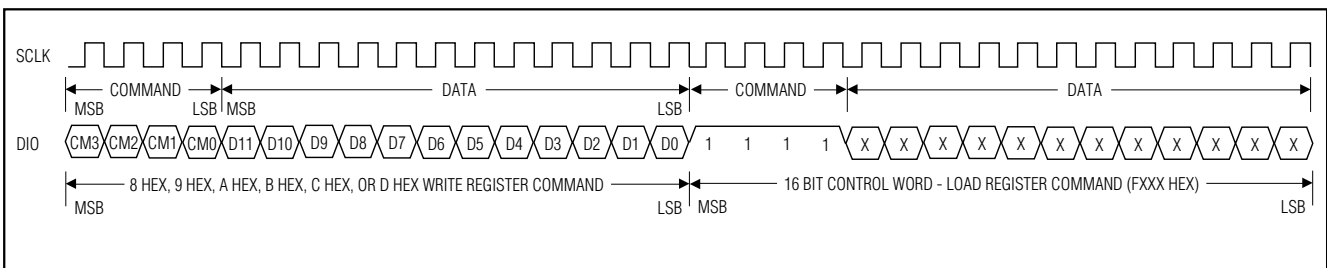 SCLK
COMMAND DATA COMMAND DATA
MSB LSB MSB LSB
DIO CM3 CM2 CM1 CM0 D11 D10 D9 D8 D7 D6 D5 D4 D3 D2 D1 D0 1 1 1 1 X X X X X X X X X X X X
8 HEX, 9 HEX, A HEX, B HEX, C HEX, OR D HEX WRITE REGISTER COMMAND 16 BIT CONTROL WORD - LOAD REGISTER COMMAND (FXXX HEX)
MSB LSB MSB LSB